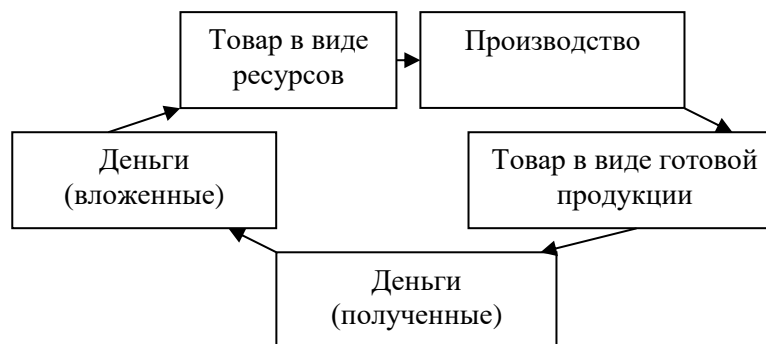 Товар в виде
ресурсов
Производство
Деньги
(вложенные)
Товар в виде готовой
продукции
Деньги
(полученные)